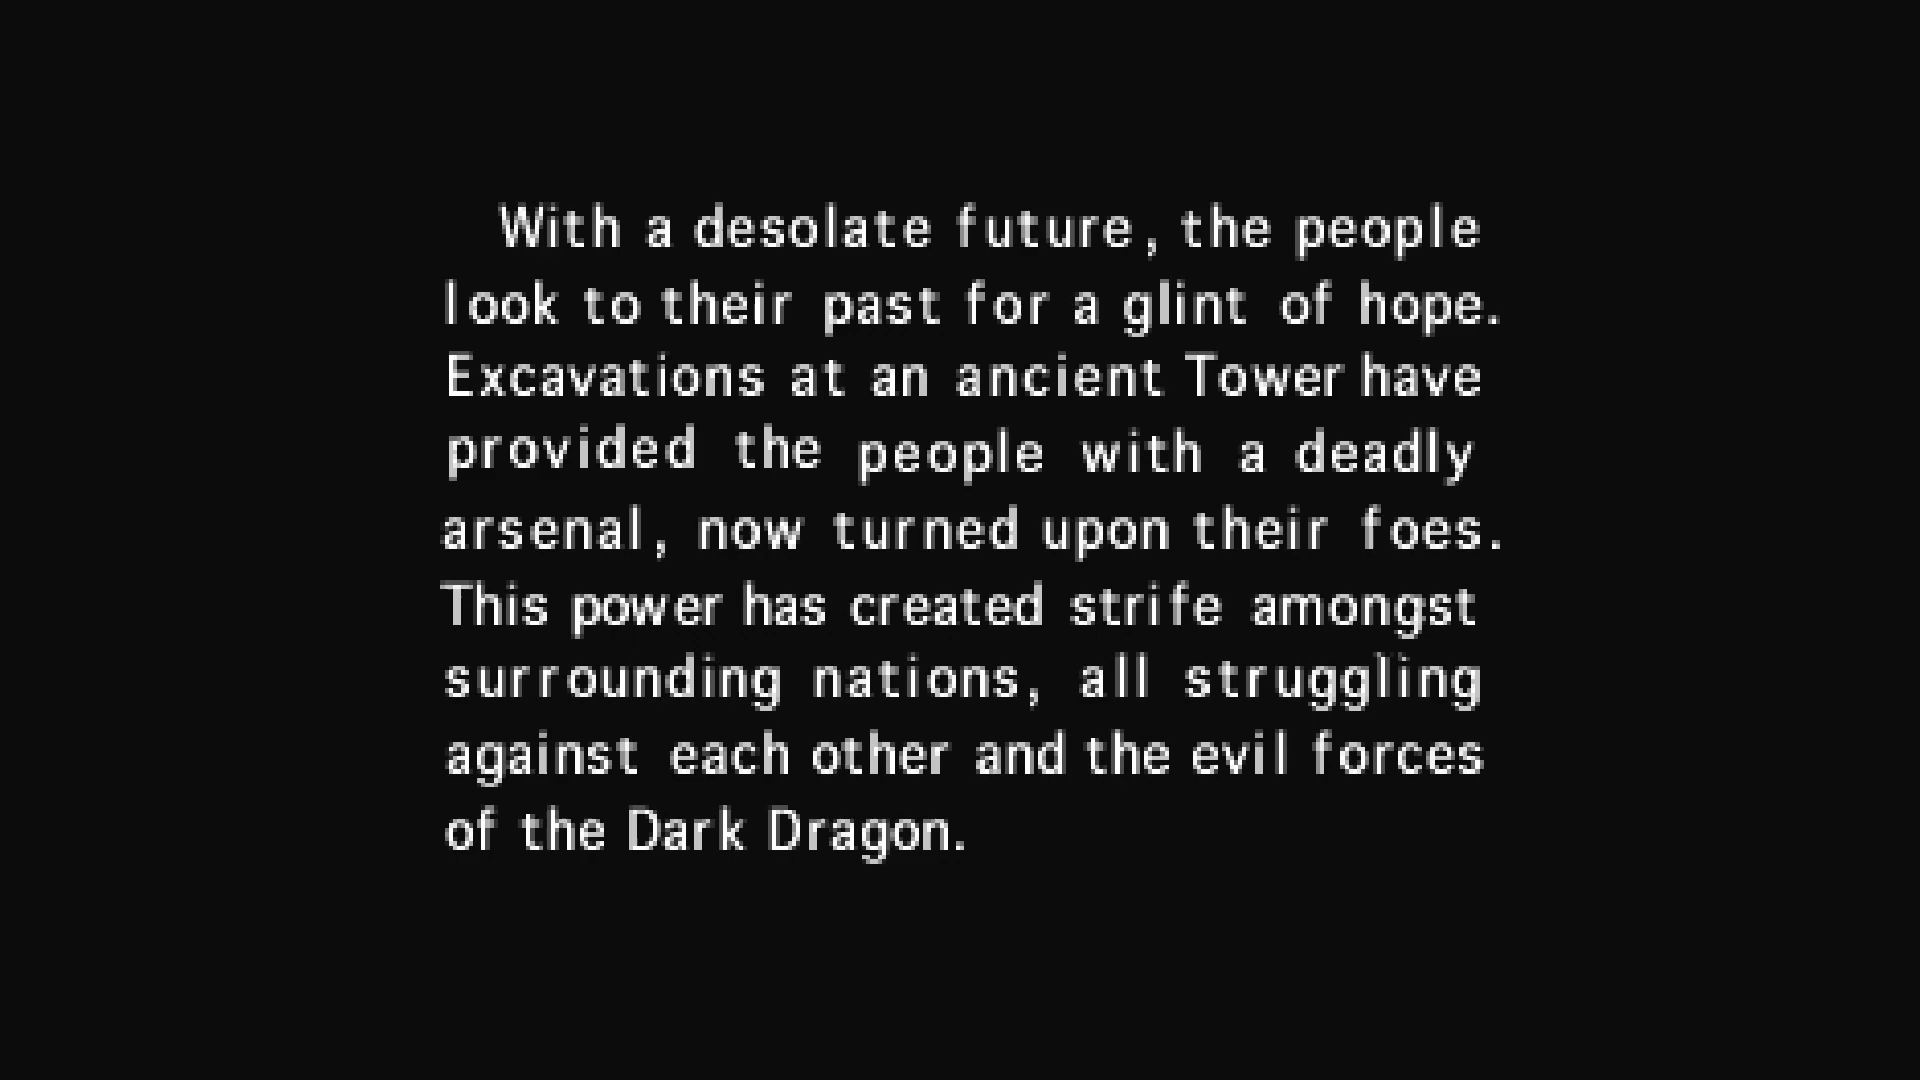 With a desolate future, the people
look to their past for a glint of hope.
Excavations at an ancient Tower have
provided the people with a deadly
arsenal, now turned upon their foes.
This power has created strife amongst
surrounding nations, all struggling
against each other and the evil forces
of the Dark Dragon.